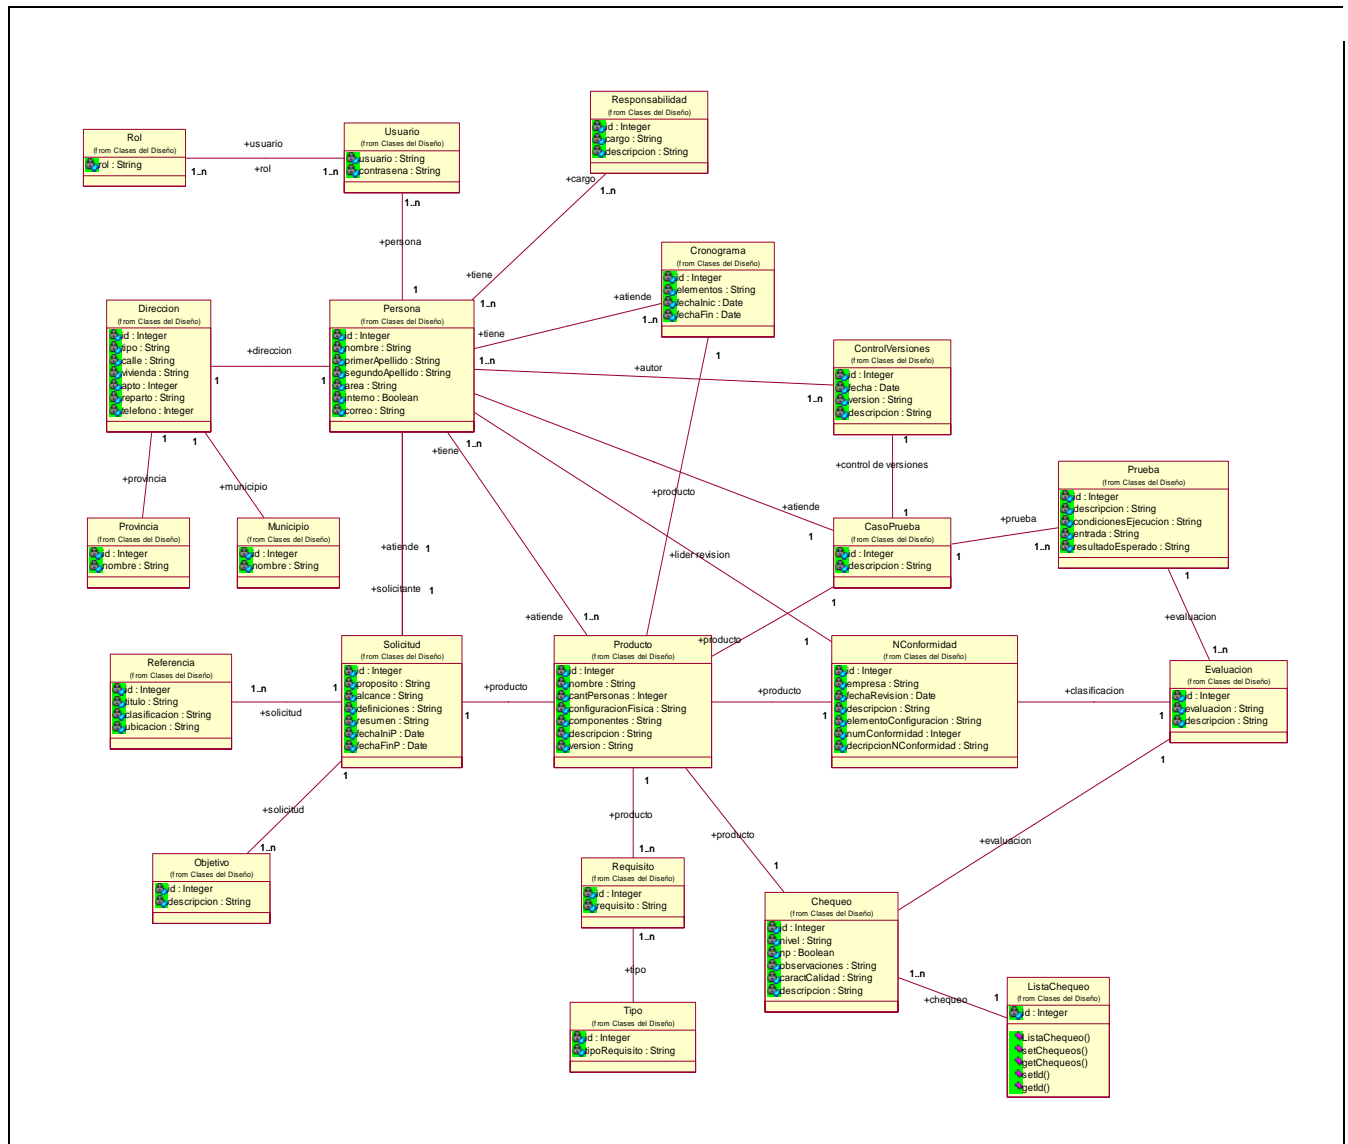 Responsabilidad
(from Clases del Diseño)
id : Integer
cargo : String
descripcion : String
Rol
(from Clases del Diseño)
rol : String
+usuario
+rol
1..n
1..n
Usuario
(from Clases del Diseño)
usuario : String
contrasena : String
1..n
+persona
1
+cargo
1..n
+tiene
1..n
Cronograma
(from Clases del Diseño)
id : Integer
elementos : String
fechaInic : Date
fechaFin : Date
+atiende
1..n
+tiene
1..n
1
Direccion
(from Clases del Diseño)
id : Integer
tipo : String
calle : String
vivienda : String
apto : Integer
reparto : String
telefono : Integer
+direccion
1
1
Persona
(from Clases del Diseño)
id : Integer
nombre : String
primerApellido : String
segundoApellido : String
area : String
interno : Boolean
correo : String
+autor
1..n
ControlVersiones
(from Clases del Diseño)
id : Integer
fecha : Date
version : String
descripcion : String
1
+control de versiones
1
1
1
+provincia
+municipio
+tiene
1..n
+producto
+atiende
1
Prueba
(from Clases del Diseño)
id : Integer
descripcion : String
condicionesEjecucion : String
entrada : String
resultadoEsperado : String
+prueba
1
1..n
Provincia
(from Clases del Diseño)
id : Integer
nombre : String
Municipio
(from Clases del Diseño)
id : Integer
nombre : String
CasoPrueba
(from Clases del Diseño)
id : Integer
descripcion : String
+atiende
1
+solicitante
1
+lider revision
1
1
+evaluacion
1..n
+atiende
1..n
+producto
1
Referencia
(from Clases del Diseño)
id : Integer
titulo : String
clasificacion : String
ubicacion : String
1..n
1
+solicitud
Solicitud
(from Clases del Diseño)
id : Integer
proposito : String
alcance : String
definiciones : String
resumen : String
fechaIniP : Date
fechaFinP : Date
+producto
1
1
Producto
(from Clases del Diseño)
id : Integer
nombre : String
cantPersonas : Integer
configuracionFisica : String
componentes : String
descripcion : String
version : String
+producto
1
NConformidad
(from Clases del Diseño)
id : Integer
empresa : String
fechaRevision : Date
descripcion : String
elementoConfiguracion : String
numConformidad : Integer
decripcionNConformidad : String
+clasificacion
1
Evaluacion
(from Clases del Diseño)
id : Integer
evaluacion : String
descripcion : String
1
1
+solicitud
1..n
1
+producto
1..n
+producto
1
+evaluacion
Objetivo
(from Clases del Diseño)
id : Integer
descripcion : String
Requisito
(from Clases del Diseño)
id : Integer
requisito : String
1..n
+tipo
Chequeo
(from Clases del Diseño)
id : Integer
nivel : String
np : Boolean
observaciones : String
caractCalidad : String
descripcion : String
1..n
+chequeo
1
Tipo
(from Clases del Diseño)
id : Integer
tipoRequisito : String
ListaChequeo
(from Clases del Diseño)
id : Integer
ListaChequeo()
setChequeos()
getChequeos()
setId()
getId()